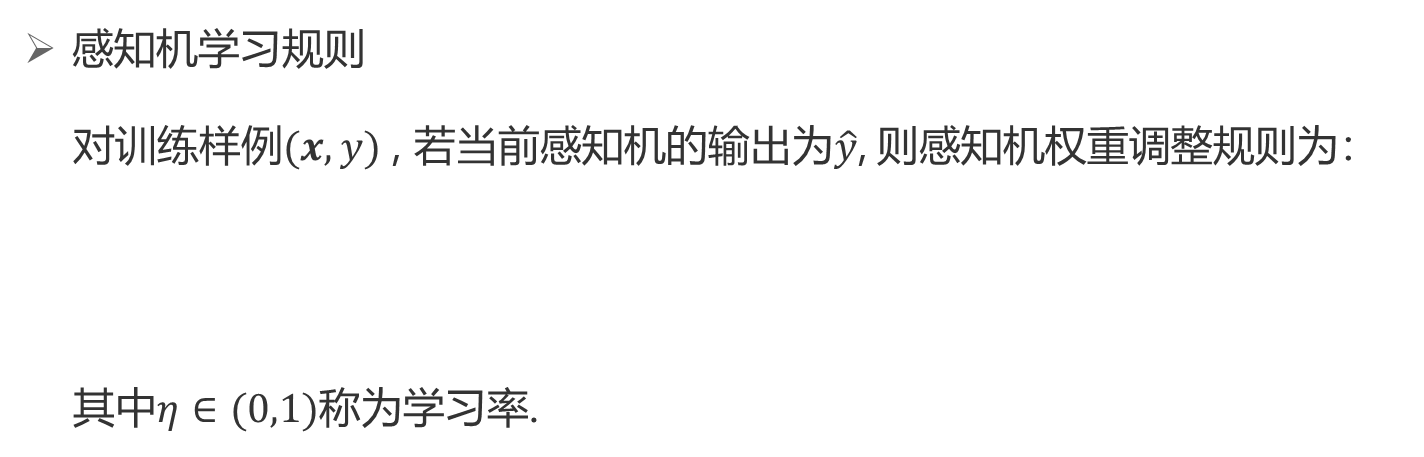 ➢ 感知机学习规则
对训练样例(x, y) , 若当前感知机的输出为ŷ, 则感知机权重调整规则为：
其中η ∈ (0,1)称为学习率.